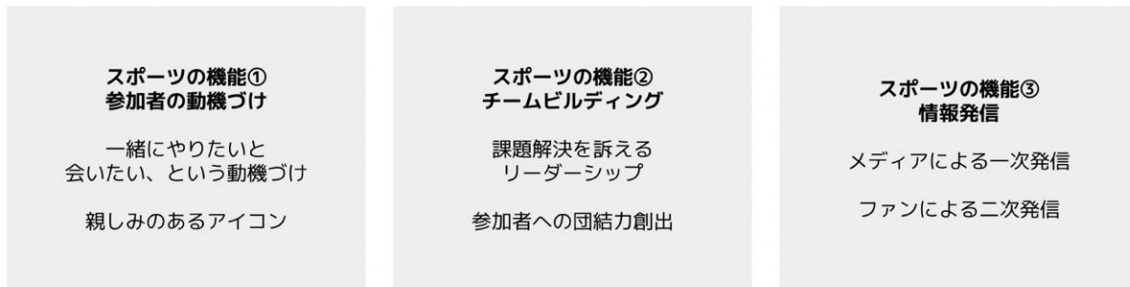 スポーツの機能①
参加者の動機づけ
一緒にやりたいと
会いたい、という動機づけ
親しみのあるアイコン
スポーツの機能②
チームビルディング
課題解決を訴える
リーダーシップ
参加者への団結力創出
スポーツの機能③
情報発信
メディアによる一次発信
ファンによる二次発信